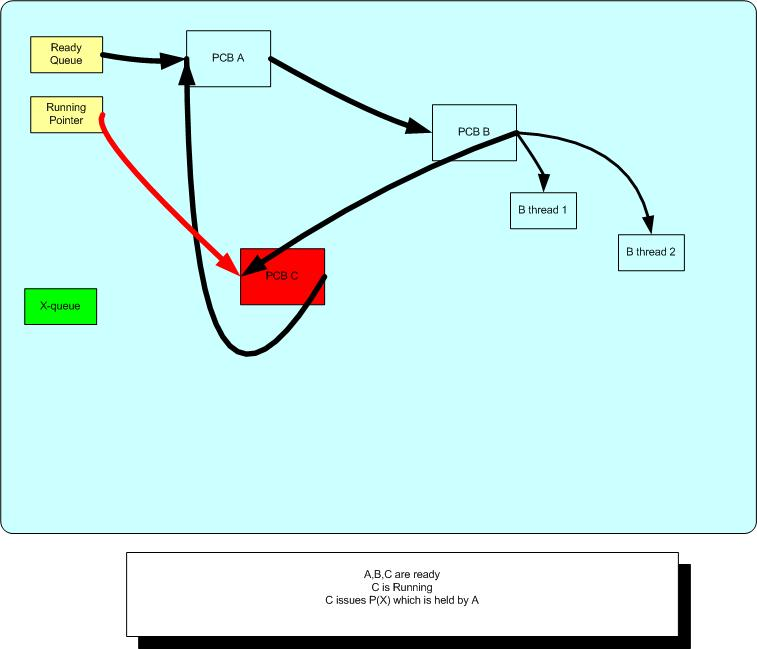 Ready
Queue
PCB A
Running
Pointer
PCB B
B thread 1
B thread 2
PCB C
X-queue
A,B,C are ready
C is Running
C issues P(X) which is held by A